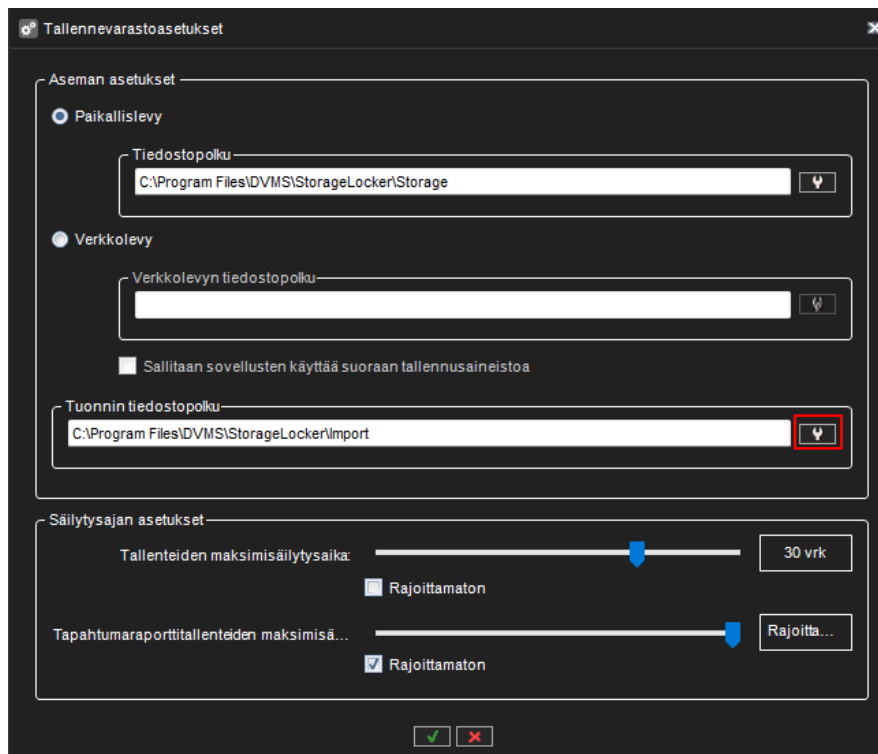 Tallennevarastoasetukset
Aseman asetukset
Paikallislevy
Tiedostopolku
C:\Program Files\DVMS\StorageLocker\Storage
Verkkolevy
Verkkolevyn tiedostopolku
Sallitaan sovellusten käyttää suoraan tallennusaineistoa
Tuonnin tiedostopolku
C:\Program Files\DVMS\StorageLocker\Import
Säilytysajan asetukset
Tallenteiden maksimisäilytysaika: 30 vrk
Rajoittamaton
Tapahtumaraporttitallenteiden maksimisä... Rajoitta...
Rajoittamaton